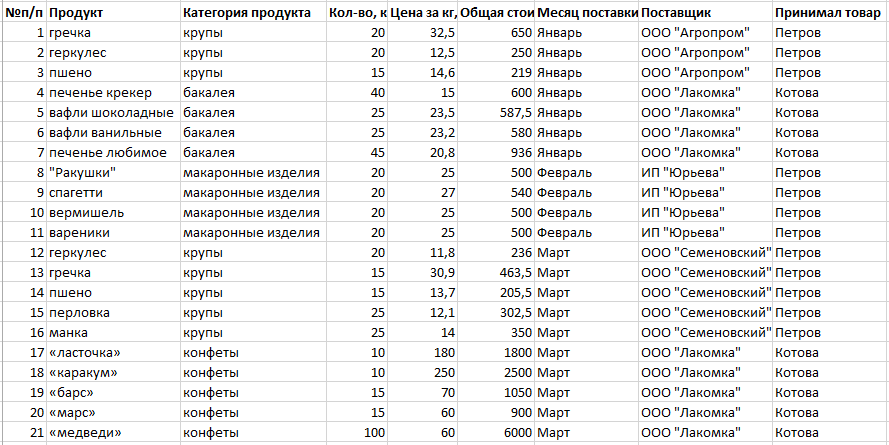 №п/п Продукт Категория продукта Кол-во, к Цена за кг, Общая стои Месяц поставки Поставщик Принимал товар
1 гречка крупы 20 32,5 650 Январь ООО "Агропром" Петров
2 геркулес крупы 20 12,5 250 Январь ООО "Агропром" Петров
3 пшено крупы 15 14,6 219 Январь ООО "Агропром" Петров
4 печенье крекер бакалея 40 15 600 Январь ООО "Лакомка" Котова
5 вафли шоколадные бакалея 25 23,5 587,5 Январь ООО "Лакомка" Котова
6 вафли ванильные бакалея 25 23,2 580 Январь ООО "Лакомка" Котова
7 печенье любимое бакалея 45 20,8 936 Январь ООО "Лакомка" Котова
8 "Ракушки" макаронные изделия 20 25 500 Февраль ИП "Юрьева" Петров
9 спагетти макаронные изделия 20 27 540 Февраль ИП "Юрьева" Петров
10 вермишель макаронные изделия 20 25 500 Февраль ИП "Юрьева" Петров
11 вареники макаронные изделия 20 25 500 Февраль ИП "Юрьева" Петров
12 геркулес крупы 20 11,8 236 Март ООО "Семеновский" Петров
13 гречка крупы 15 30,9 463,5 Март ООО "Семеновский" Петров
14 пшено крупы 15 13,7 205,5 Март ООО "Семеновский" Петров
15 перловка крупы 25 12,1 302,5 Март ООО "Семеновский" Петров
16 манка крупы 25 14 350 Март ООО "Семеновский" Петров
17 «ласточка» конфеты 10 180 1800 Март ООО "Лакомка" Котова
18 «каракум» конфеты 10 250 2500 Март ООО "Лакомка" Котова
19 «барс» конфеты 15 70 1050 Март ООО "Лакомка" Котова
20 «марс» конфеты 15 60 900 Март ООО "Лакомка" Котова
21 «медведи» конфеты 100 60 6000 Март ООО "Лакомка" Котова